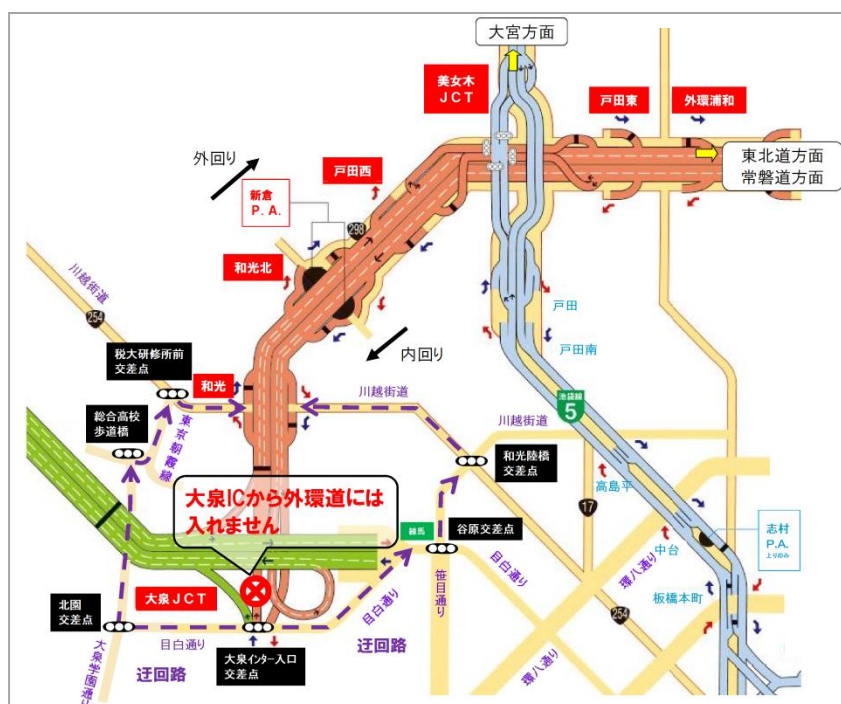 大宮方面
美女木
JCT
戸田東
外環浦和
東北道方面
常磐道方面
外回り
戸田西
新倉
P.A.
298
和光北
川越街道
254
内回り
戸田
戸田南
税大研修所前
交差点
和光
川越街道
池袋線
5
川越街道
総合高校
歩道橋
東京朝霞線
和光陸橋
交差点
高島平
17
大泉ICから外環道には
入れません
志村
P.A.
上りのみ
練馬
谷原交差点
中台
環八通り
目白通り
笹目通り
板橋本町
大泉JCT
北園
交差点
目白通り
目白通り
254
大泉学園通り
迂回路
大泉インター入口
交差点
迂回路
環八通り